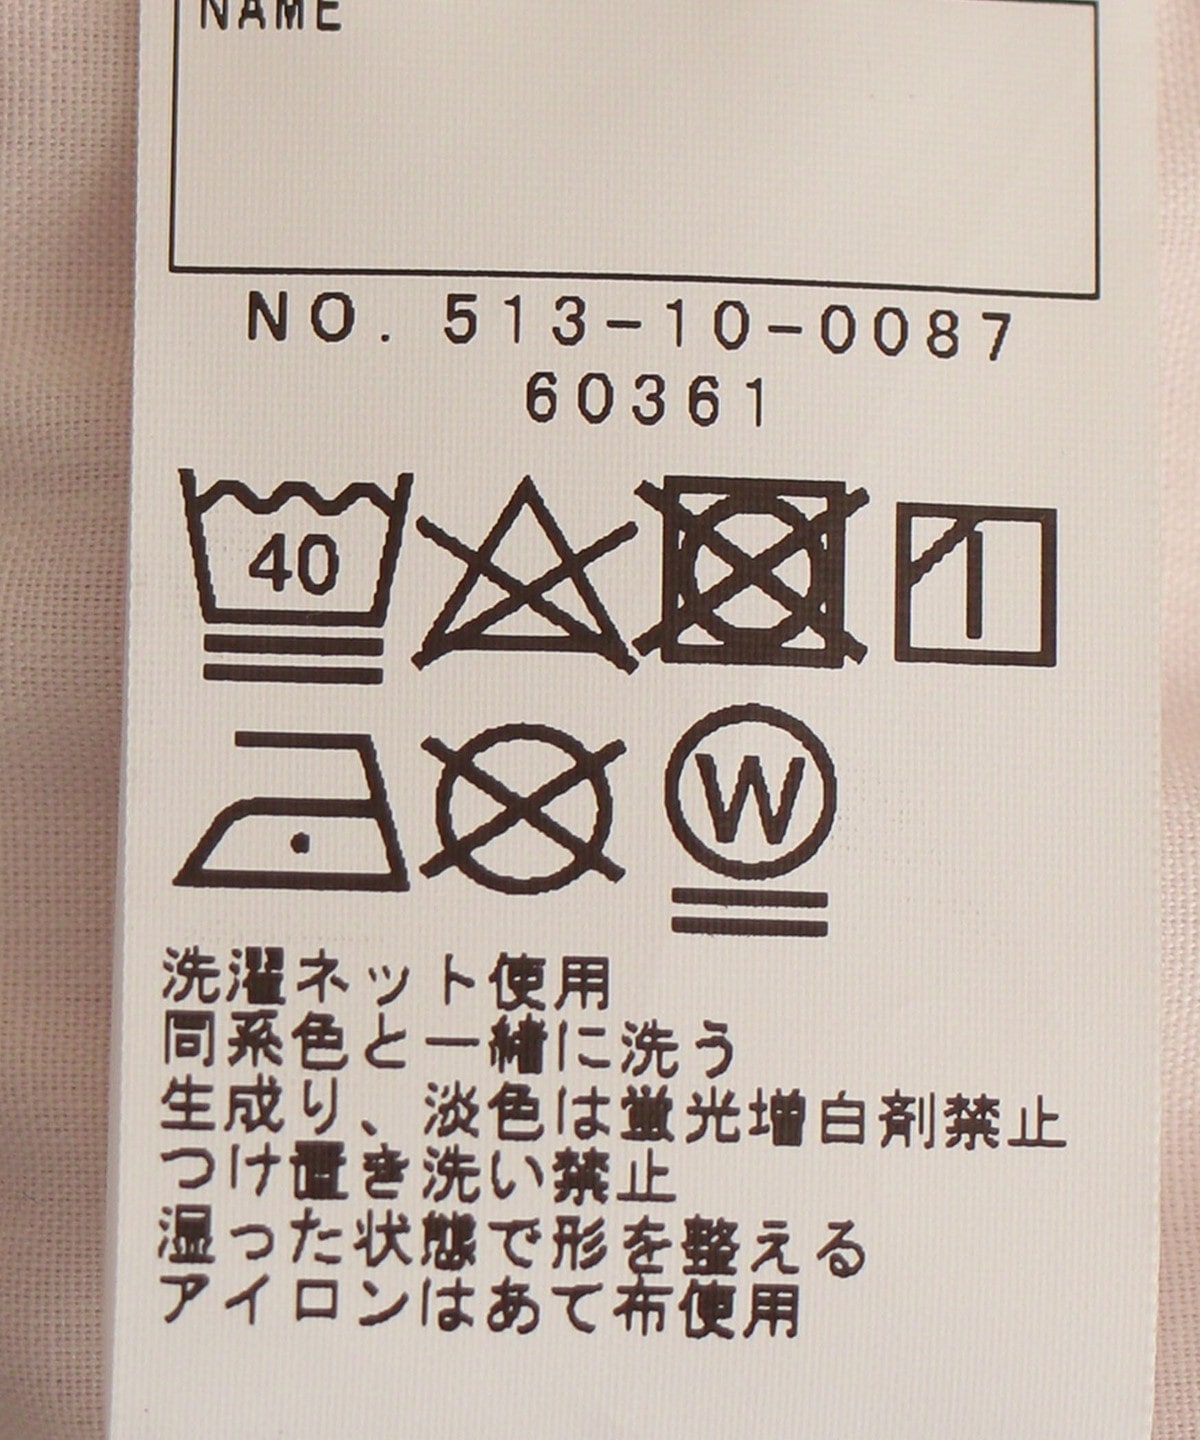 NAME
NO. 513-10-0087
60361
40
W
洗濯ネット使用
同系色と一緒に洗う
生成り、淡色は蛍光増白剤禁止
つけ置き洗い禁止
湿った状態で形を整える
アイロンはあて布使用